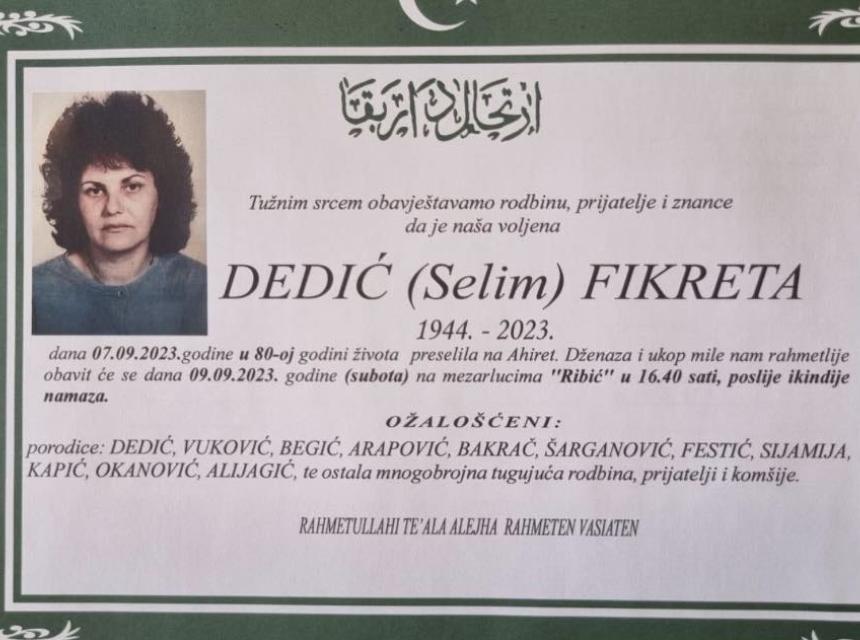 ارتحال دار بقا
Tužnim srcem obavještavamo rodbinu, prijatelje i znance
da je naša voljena
DEDIĆ (Selim) FIKRETA
1944. - 2023.
dana 07.09.2023.godine u 80-oj godini života preselila na Ahiret. Dženaza i ukop mile nam rahmetlije
obavit će se dana 09.09.2023. godine (subota) na mezarlucima "Ribić" u 16.40 sati, poslije ikindije
namaza.
OŽALOŠĆENI:
porodice: DEDIĆ, VUKOVIĆ, BEGIĆ, ARAPOVIĆ, BAKRAČ, ŠARGANOVIĆ, FESTIĆ, SIJAMIJA,
KAPIĆ, OKANOVIĆ, ALIJAGIĆ, te ostala mnogobrojna tugujuća rodbina, prijatelji i komšije.
RAHMETULLAHI TE'ALA ALEJHA RAHMETEN VASIATEN